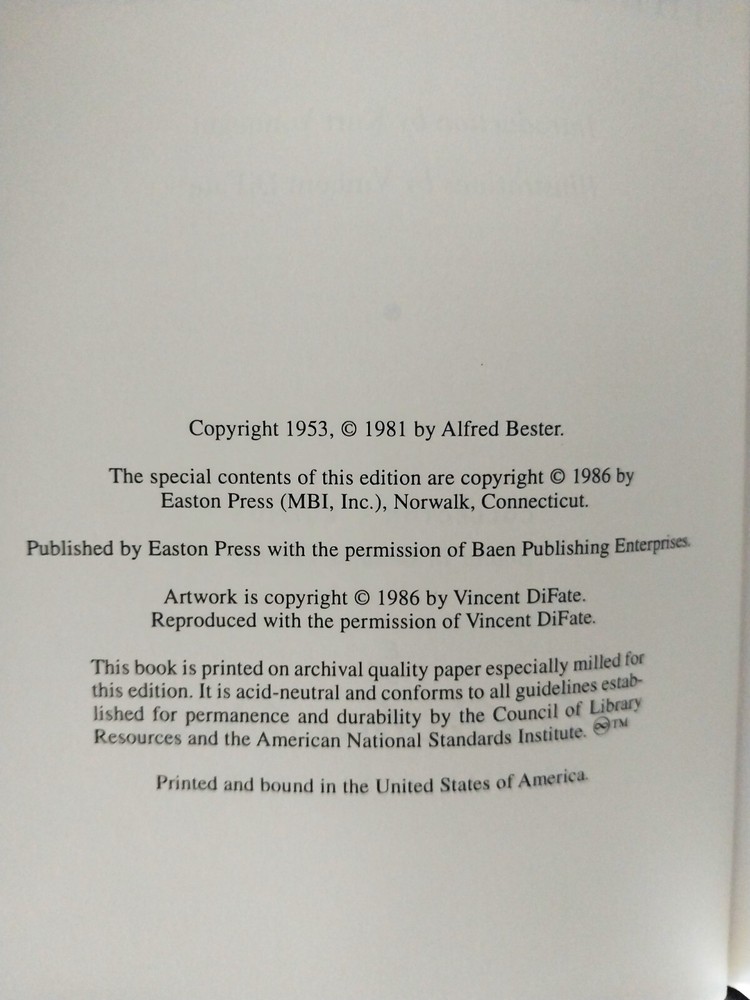 Copyright 1953, © 1981 by Alfred Bester.
The special contents of this edition are copyright © 1986 by
Easton Press (MBI, Inc.), Norwalk, Connecticut.
Published by Easton Press with the permission of Baen Publishing Enterprises.
Artwork is copyright © 1986 by Vincent DiFate.
Reproduced with the permission of Vincent DiFate.
This book is printed on archival quality paper especially milled for
this edition. It is acid-neutral and conforms to all guidelines estab-
lished for permanence and durability by the Council of Library
Resources and the American National Standards Institute. ♾™
Printed and bound in the United States of America.